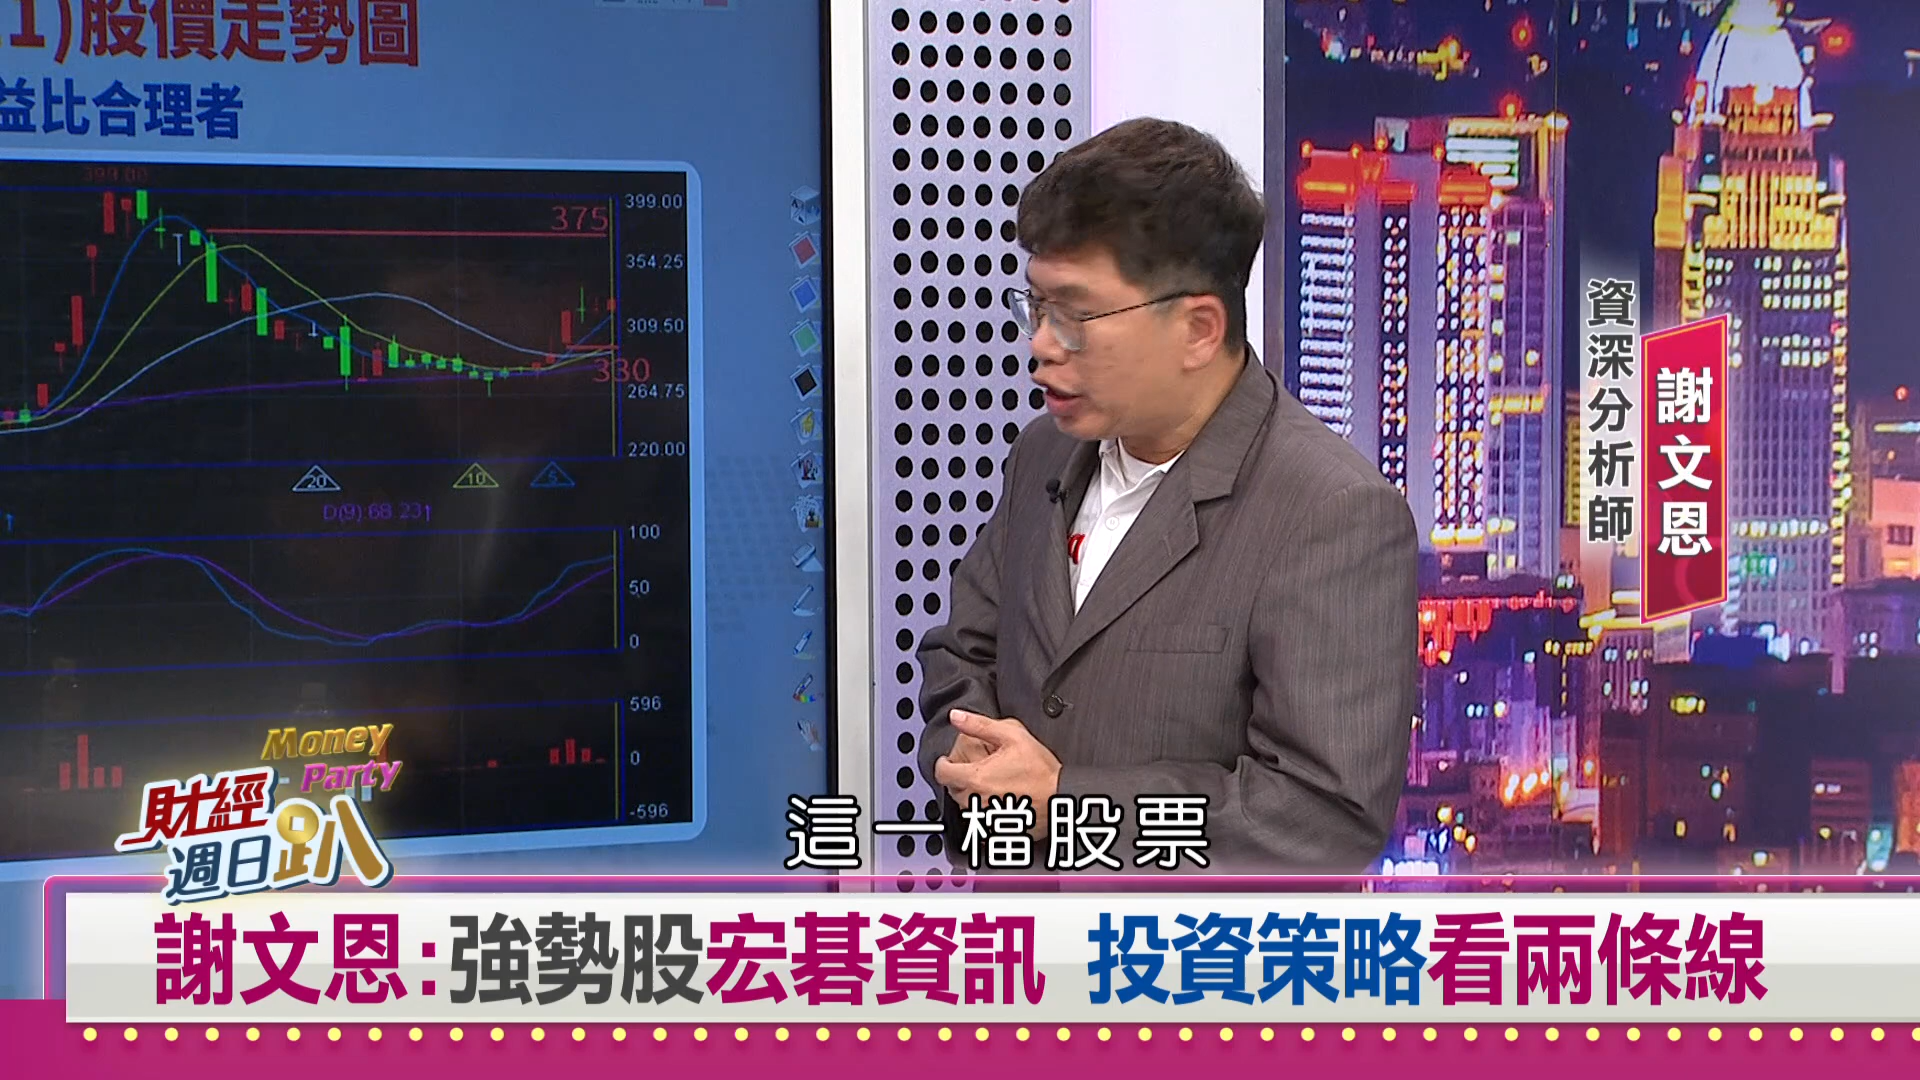 1)股價走勢圖
益比合理者
399.00
375
399.00
354.25
309.50
330
264.75
220.00
20
10
5
D(9):68.23↑
100
50
0
596
0
-596
資深分析師
謝文恩
Money
Party
財經
週日趴
這一檔股票
謝文恩:強勢股宏碁資訊 投資策略看兩條線